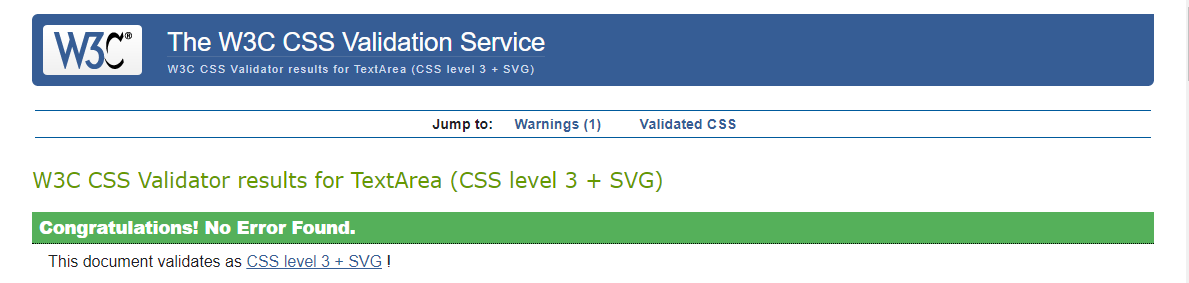 W3C® The W3C CSS Validation Service
W3C CSS Validator results for TextArea (CSS level 3 + SVG)
Jump to: Warnings (1) Validated CSS
W3C CSS Validator results for TextArea (CSS level 3 + SVG)
Congratulations! No Error Found.
This document validates as CSS level 3 + SVG !